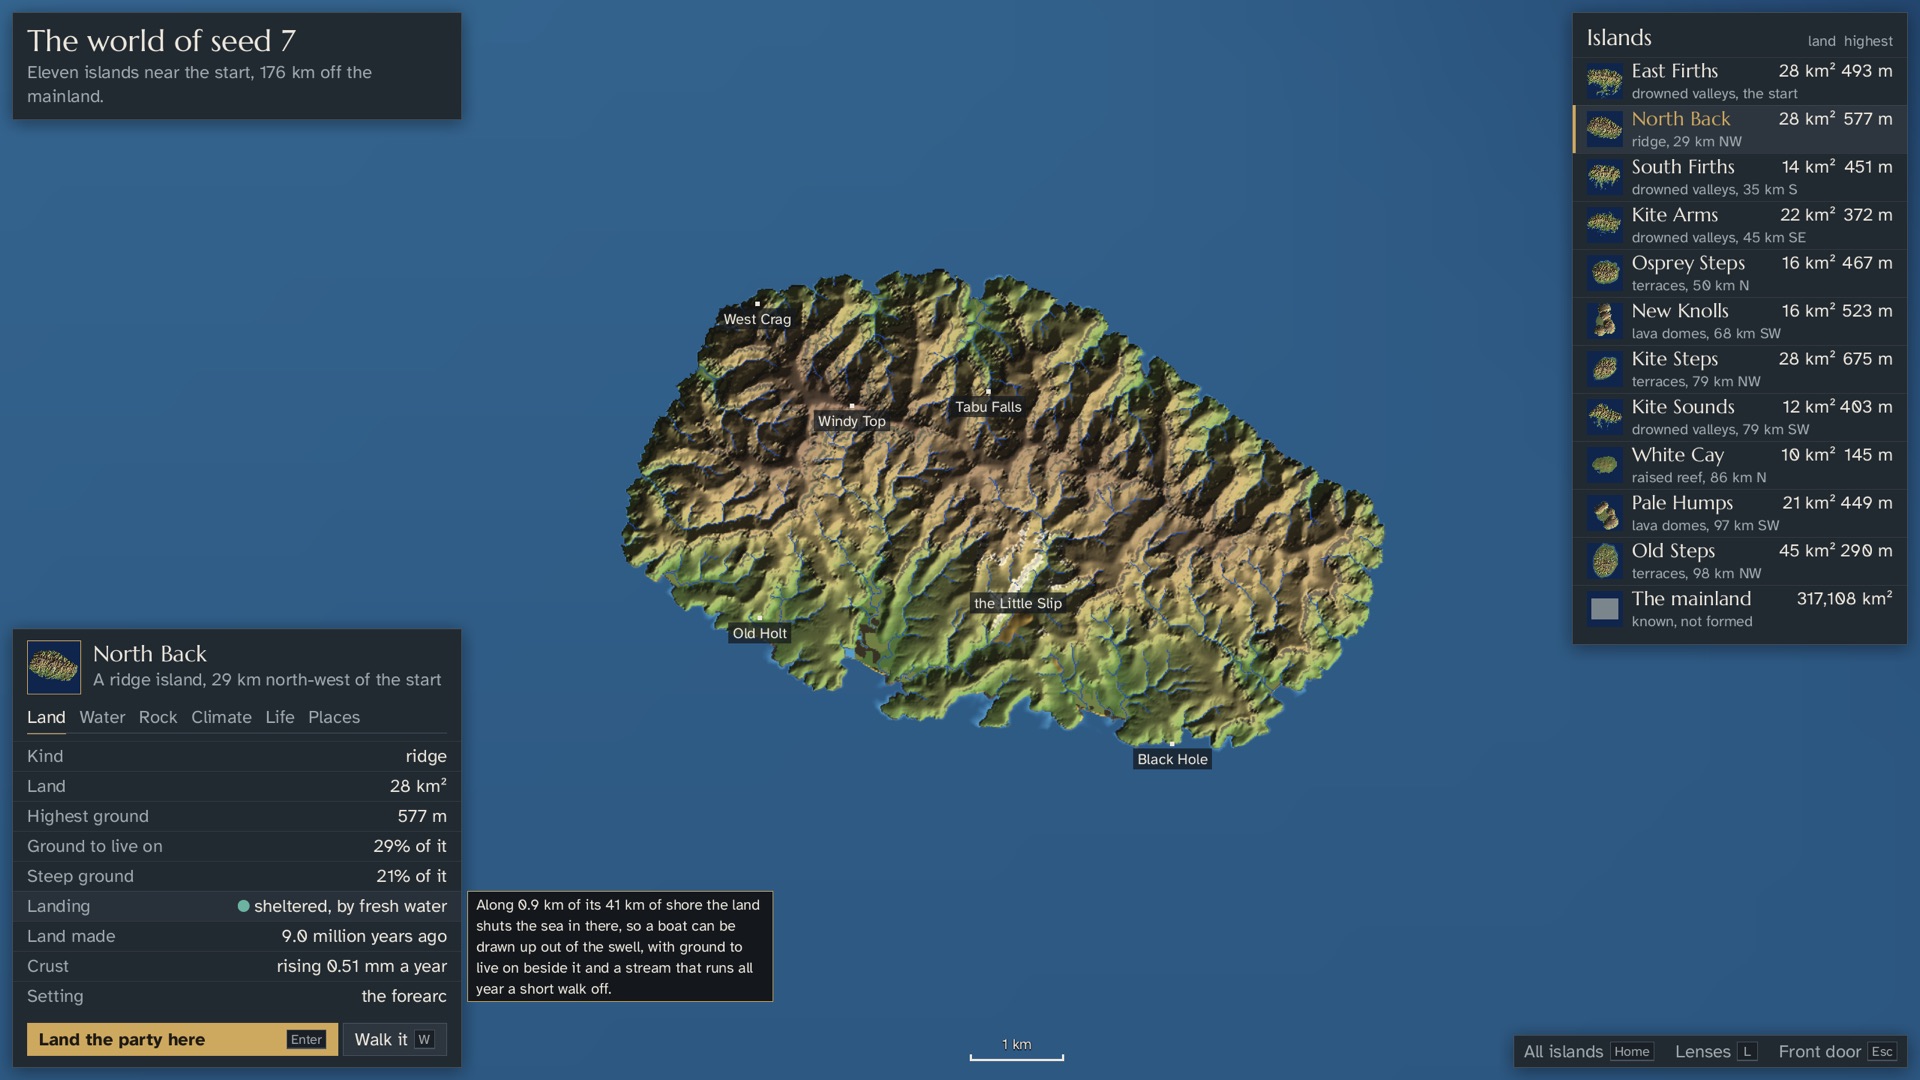 The world of seed 7
Eleven islands near the start, 176 km off the
mainland.
Islands
land highest
East Firths 28 km² 493 m
drowned valleys, the start
North Back 28 km² 577 m
ridge, 29 km NW
South Firths 14 km² 451 m
drowned valleys, 35 km S
Kite Arms 22 km² 372 m
drowned valleys, 45 km SE
Osprey Steps 16 km² 467 m
terraces, 50 km N
New Knolls 16 km² 523 m
lava domes, 68 km SW
Kite Steps 28 km² 675 m
terraces, 79 km NW
Kite Sounds 12 km² 403 m
drowned valleys, 79 km SW
White Cay 10 km² 145 m
raised reef, 86 km N
Pale Humps 21 km² 449 m
lava domes, 97 km SW
Old Steps 45 km² 290 m
terraces, 98 km NW
The mainland 317,108 km²
known, not formed
West Crag
Windy Top
Tabu Falls
the Little Slip
Old Holt
Black Hole
North Back
A ridge island, 29 km north-west of the start
Land Water Rock Climate Life Places
Kind ridge
Land 28 km²
Highest ground 577 m
Ground to live on 29% of it
Steep ground 21% of it
Landing sheltered, by fresh water
Land made 9.0 million years ago
Crust rising 0.51 mm a year
Setting the forearc
Land the party here Enter
Walk it W
Along 0.9 km of its 41 km of shore the land
shuts the sea in there, so a boat can be
drawn up out of the swell, with ground to
live on beside it and a stream that runs all
year a short walk off.
1 km
All islands Home Lenses L Front door Esc